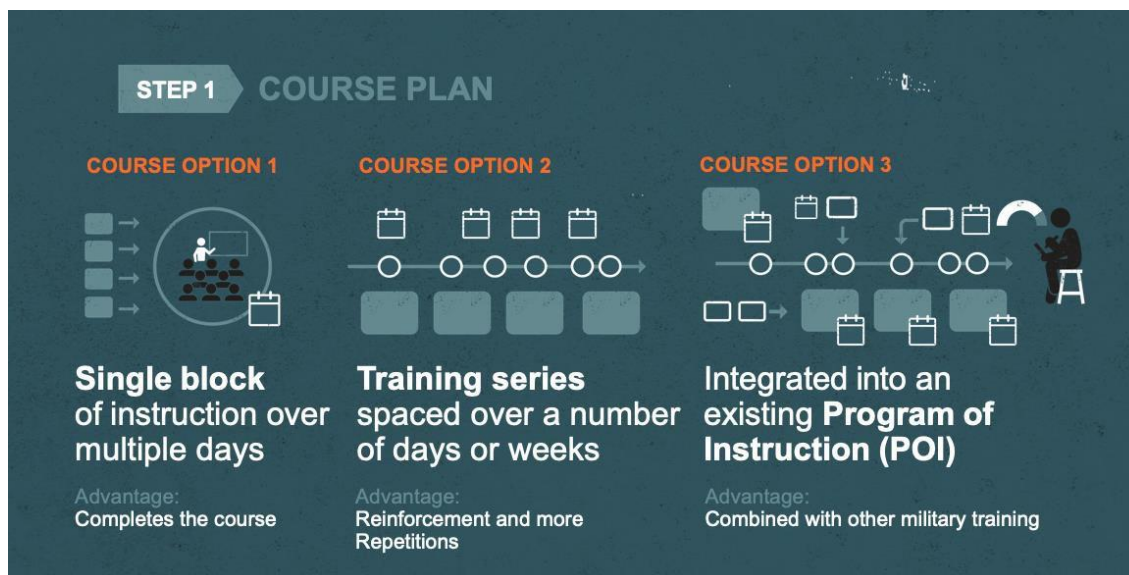 STEP 1 COURSE PLAN
COURSE OPTION 1
Single block
of instruction over
multiple days
Advantage:
Completes the course
COURSE OPTION 2
Training series
spaced over a number
of days or weeks
Advantage:
Reinforcement and more
Repetitions
COURSE OPTION 3
Integrated into an
existing Program of
Instruction (POI)
Advantage:
Combined with other military training